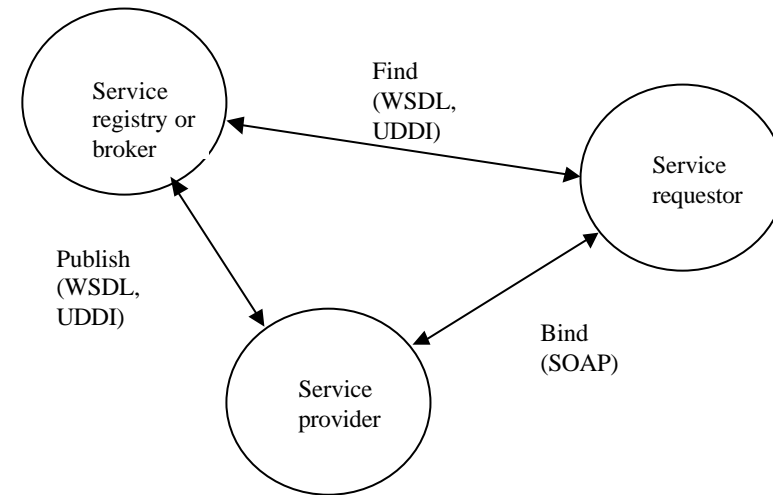 Service
registry or
broker
Find
(WSDL,
UDDI)
Service
requestor
Publish
(WSDL,
UDDI)
Bind
(SOAP)
Service
provider